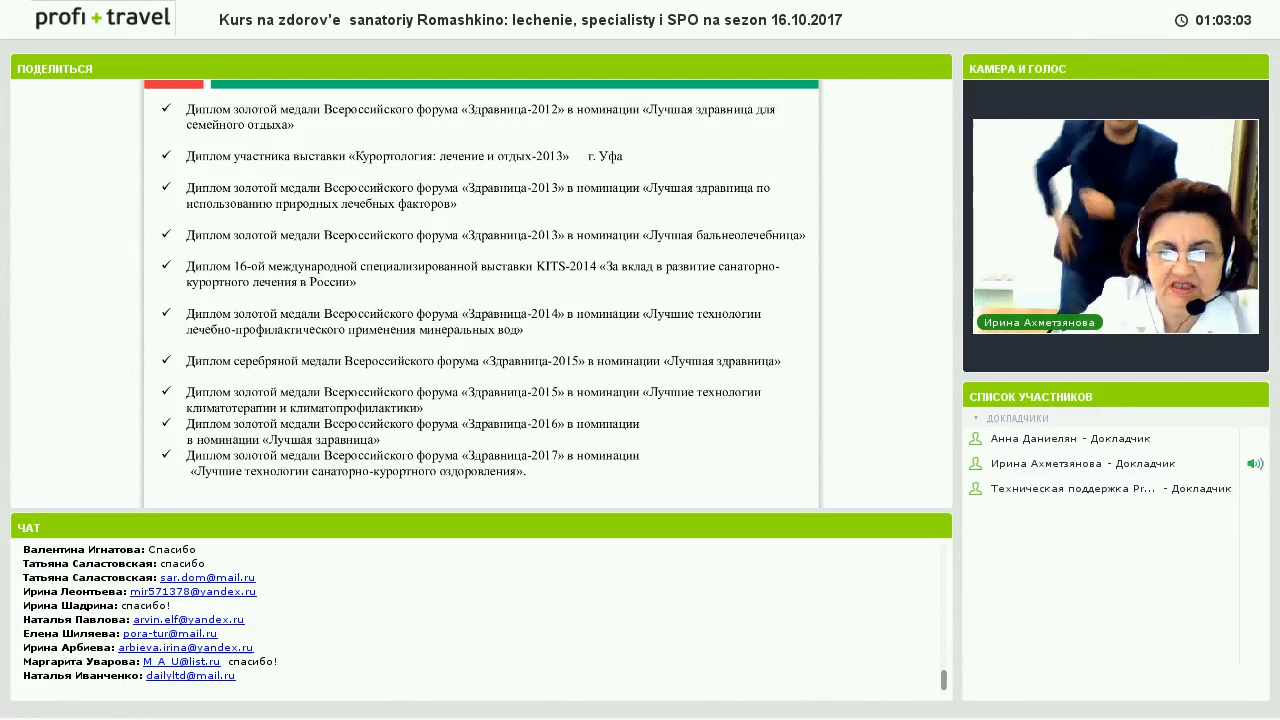 profi + travel
Kurs na zdorov'e sanatoriy Romashkino: lechenie, specialisty i SPO na sezon 16.10.2017
01:03:03
ПОДЕЛИТЬСЯ
✓ Диплом золотой медали Всероссийского форума «Здравница-2012» в номинации «Лучшая здравница для
семейного отдыха»
✓ Диплом участника выставки «Курортология: лечение и отдых-2013» г. Уфа
✓ Диплом золотой медали Всероссийского форума «Здравница-2013» в номинации «Лучшая здравница по
использованию природных лечебных факторов»
✓ Диплом золотой медали Всероссийского форума «Здравница-2013» в номинации «Лучшая бальнеолечебница»
✓ Диплом 16-ой международной специализированной выставки KITS-2014 «За вклад в развитие санаторно-
курортного лечения в России»
✓ Диплом золотой медали Всероссийского форума «Здравница-2014» в номинации «Лучшие технологии
лечебно-профилактического применения минеральных вод»
✓ Диплом серебряной медали Всероссийского форума «Здравница-2015» в номинации «Лучшая здравница»
✓ Диплом золотой медали Всероссийского форума «Здравница-2015» в номинации «Лучшие технологии
климатотерапии и климатопрофилактики»
✓ Диплом золотой медали Всероссийского форума «Здравница-2016» в номинации
в номинации «Лучшая здравница»
✓ Диплом золотой медали Всероссийского форума «Здравница-2017» в номинации
«Лучшие технологии санаторно-курортного оздоровления».
ЧАТ
Валентина Игнатова: Спасибо
Татьяна Саластовская: спасибо
Татьяна Саластовская: sar.dom@mail.ru
Ирина Леонтьева: mir571378@yandex.ru
Ирина Шадрина: спасибо!
Наталья Павлова: arvin.elf@yandex.ru
Елена Шиляева: pora-tur@mail.ru
Ирина Арбиева: arbieva.irina@yandex.ru
Маргарита Уварова: M_A_U@list.ru спасибо!
Наталья Иванченко: dailyltd@mail.ru
КАМЕРА И ГОЛОС
Ирина Ахметзянова
СПИСОК УЧАСТНИКОВ
ДОКЛАДЧИКИ
Анна Даниелян - Докладчик
Ирина Ахметзянова - Докладчик
Техническая поддержка Pr... - Докладчик